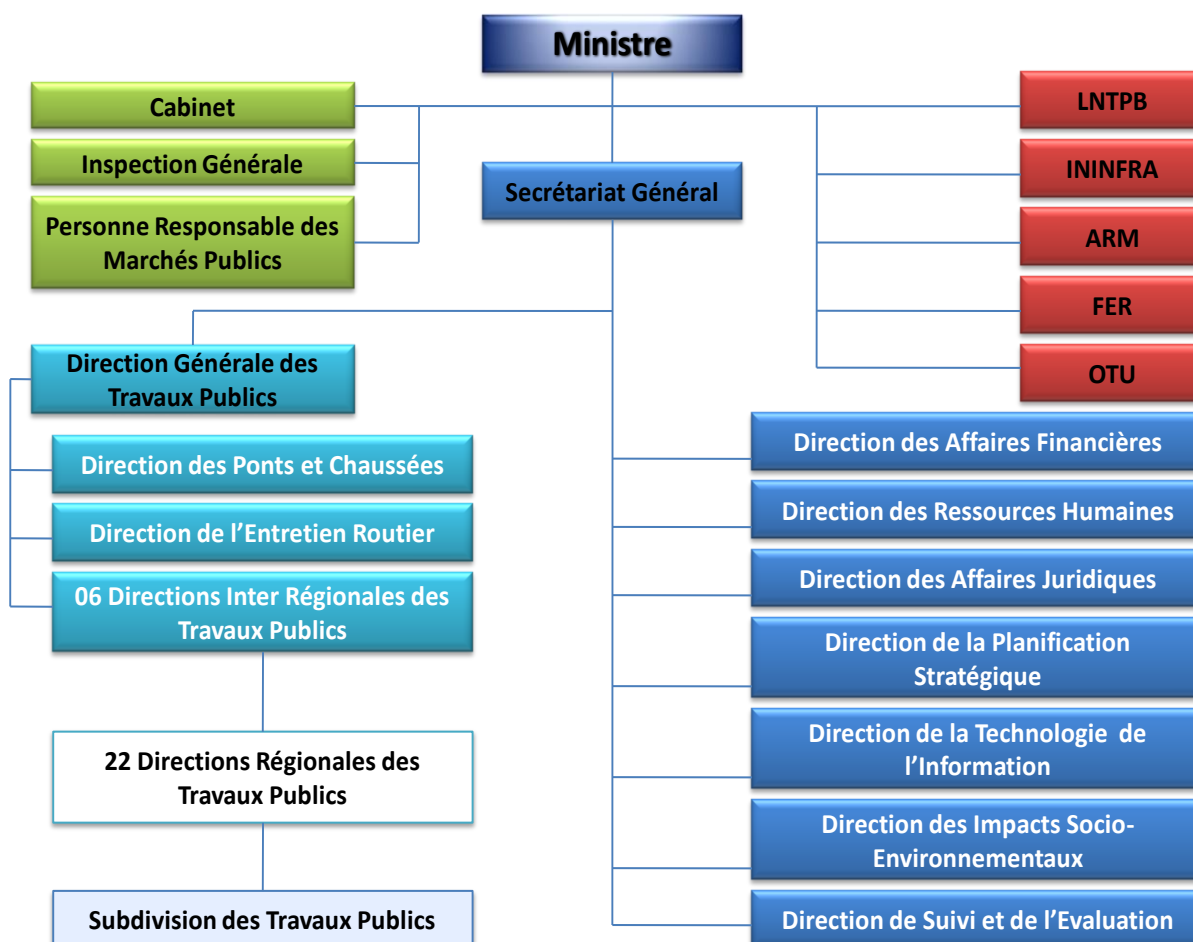 Ministre
Cabinet
Inspection Générale
Personne Responsable des
Marchés Publics
Secrétariat Général
LNTPB
ININFRA
ARM
FER
OTU
Direction Générale des
Travaux Publics
Direction des Ponts et Chaussées
Direction de l’Entretien Routier
06 Directions Inter Régionales des
Travaux Publics
22 Directions Régionales des
Travaux Publics
Subdivision des Travaux Publics
Direction des Affaires Financières
Direction des Ressources Humaines
Direction des Affaires Juridiques
Direction de la Planification
Stratégique
Direction de la Technologie de
l’Information
Direction des Impacts Socio-
Environnementaux
Direction de Suivi et de l’Evaluation